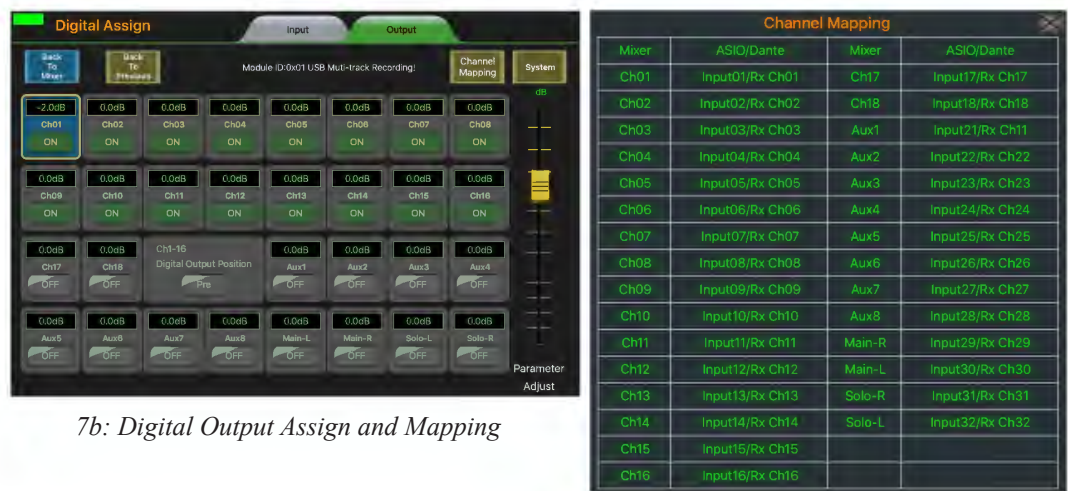 Digital Assign
Input
Output
Back To Mixer
Back To Previous
Module ID:0x01 USB Muti-track Recording!
Channel Mapping
System
dB
-2.0dB 0.0dB 0.0dB 0.0dB 0.0dB 0.0dB 0.0dB 0.0dB
Ch01 Ch02 Ch03 Ch04 Ch05 Ch06 Ch07 Ch08
ON ON ON ON ON ON ON ON
0.0dB 0.0dB 0.0dB 0.0dB 0.0dB 0.0dB 0.0dB 0.0dB
Ch09 Ch10 Ch11 Ch12 Ch13 Ch14 Ch15 Ch16
ON ON ON ON ON ON ON ON
0.0dB 0.0dB Ch1-16 0.0dB 0.0dB 0.0dB 0.0dB
Ch17 Ch18 Digital Output Position Aux1 Aux2 Aux3 Aux4
OFF OFF Pre OFF OFF OFF OFF
0.0dB 0.0dB 0.0dB 0.0dB 0.0dB 0.0dB 0.0dB 0.0dB
Aux5 Aux6 Aux7 Aux8 Main-L Main-R Solo-L Solo-R
OFF OFF OFF OFF OFF OFF OFF OFF
Parameter
Adjust
7b: Digital Output Assign and Mapping
Channel Mapping
Mixer ASIO/Dante Mixer ASIO/Dante
Ch01 Input01/Rx Ch01 Ch17 Input17/Rx Ch17
Ch02 Input02/Rx Ch02 Ch18 Input18/Rx Ch18
Ch03 Input03/Rx Ch03 Aux1 Input21/Rx Ch11
Ch04 Input04/Rx Ch04 Aux2 Input22/Rx Ch22
Ch05 Input05/Rx Ch05 Aux3 Input23/Rx Ch23
Ch06 Input06/Rx Ch06 Aux4 Input24/Rx Ch24
Ch07 Input07/Rx Ch07 Aux5 Input25/Rx Ch25
Ch08 Input08/Rx Ch08 Aux6 Input26/Rx Ch26
Ch09 Input09/Rx Ch09 Aux7 Input27/Rx Ch27
Ch10 Input10/Rx Ch10 Aux8 Input28/Rx Ch28
Ch11 Input11/Rx Ch11 Main-R Input29/Rx Ch29
Ch12 Input12/Rx Ch12 Main-L Input30/Rx Ch30
Ch13 Input13/Rx Ch13 Solo-R Input31/Rx Ch31
Ch14 Input14/Rx Ch14 Solo-L Input32/Rx Ch32
Ch15 Input15/Rx Ch15
Ch16 Input16/Rx Ch16